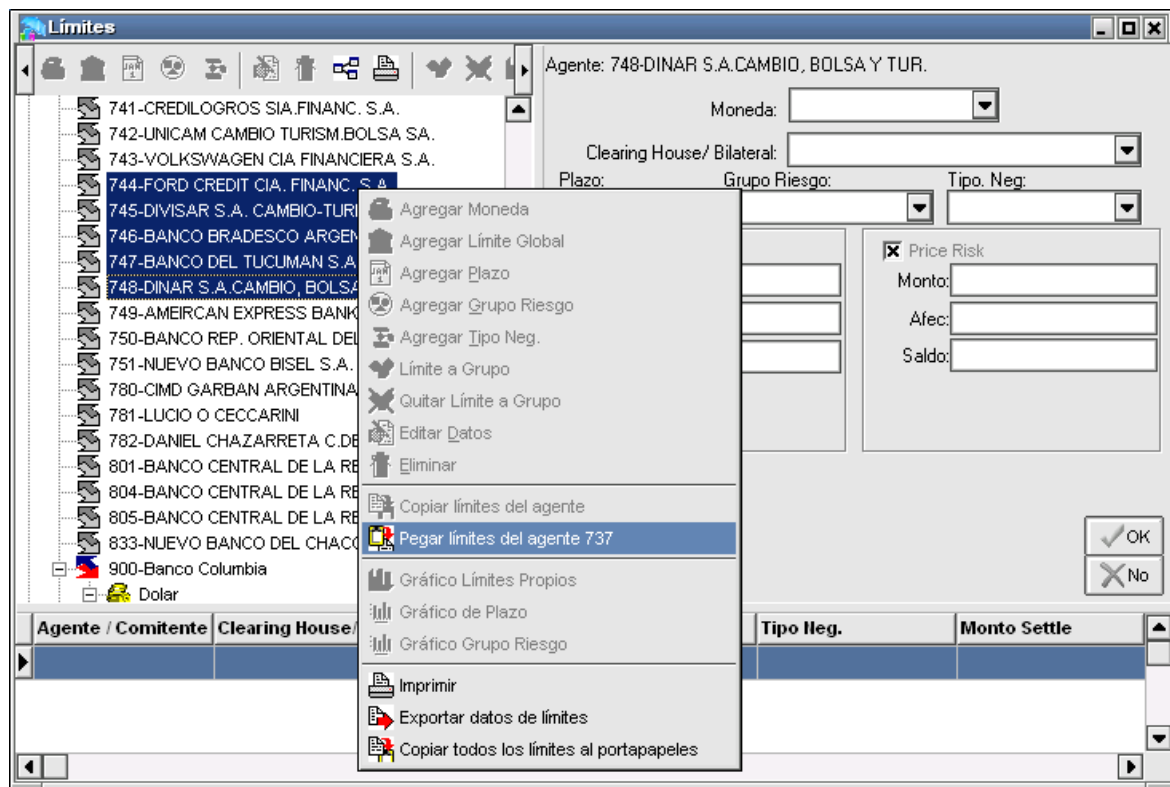 Límites
Agente: 748-DINAR S.A.CAMBIO, BOLSA Y TUR.
741-CREDILOGROS SIA.FINANC. S.A.
742-UNICAM CAMBIO TURISM.BOLSA SA.
743-VOLKSWAGEN CIA FINANCIERA S.A.
744-FORD CREDIT CIA. FINANC. S.A.
745-DIVISAR S.A. CAMBIO-TURI
746-BANCO BRADESCO ARGEN
747-BANCO DEL TUCUMAN S.A
748-DINAR S.A.CAMBIO, BOLSA
749-AMEIRCAN EXPRESS BANK
750-BANCO REP. ORIENTAL DEL
751-NUEVO BANCO BISEL S.A.
780-CIMD GARBAN ARGENTINA
781-LUCIO O CECCARINI
782-DANIEL CHAZARRETA C.DE
801-BANCO CENTRAL DE LA RE
804-BANCO CENTRAL DE LA RE
805-BANCO CENTRAL DE LA RE
833-NUEVO BANCO DEL CHACO
900-Banco Columbia
Dolar
Moneda:
Clearing House/ Bilateral:
Plazo: Grupo Riesgo: Tipo. Neg:
Price Risk
Monto:
Afec:
Saldo:
OK
No
Agregar Moneda
Agregar Límite Global
Agregar Plazo
Agregar Grupo Riesgo
Agregar Tipo Neg.
Límite a Grupo
Quitar Límite a Grupo
Editar Datos
Eliminar
Copiar límites del agente
Pegar límites del agente 737
Gráfico Límites Propios
Gráfico de Plazo
Gráfico Grupo Riesgo
Imprimir
Exportar datos de límites
Copiar todos los límites al portapapeles
Agente / Comitente Clearing House/ Tipo Neg. Monto Settle